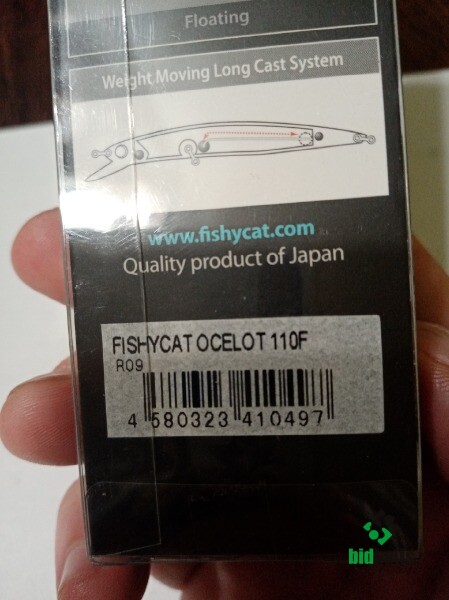 Floating
Weight Moving Long Cast System
www.fishycat.com
Quality product of Japan
FISHYCAT OCELOT 110F
R09
4 580323 410497
bid